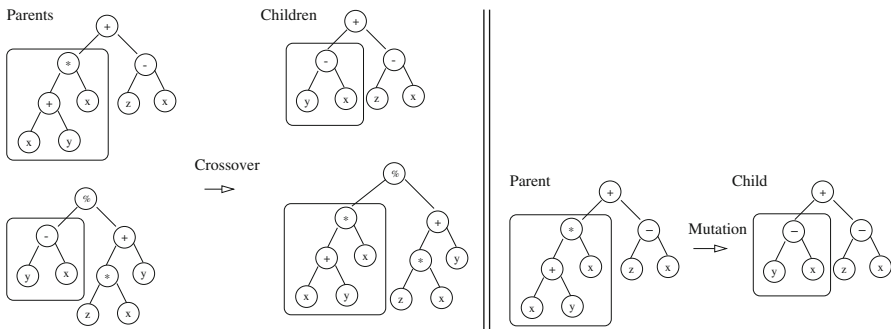 Parents
Children
+
+
*
-
-
-
+
x
z
x
y
x
z
x
x
y
Crossover
%
%
-
+
*
+
y
x
*
y
+
x
*
y
z
x
x
y
z
x
Parent
Child
+
+
*
−
Mutation
−
−
+
x
z
x
y
x
z
x
x
y